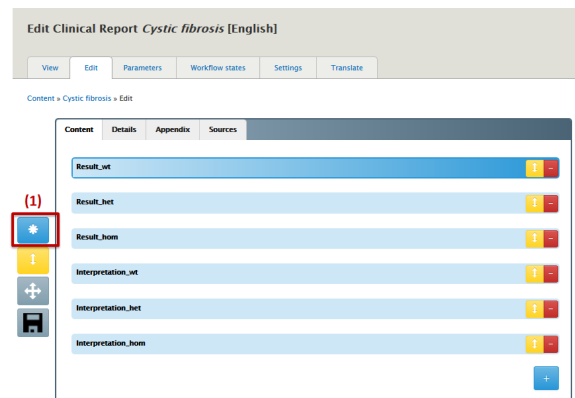 Edit Clinical Report Cystic fibrosis [English]
View Edit Parameters Workflow states Settings Translate
Content » Cystic fibrosis » Edit
Content Details Appendix Sources
Result_wt
(1)
Result_het
Result_hom
Interpretation_wt
Interpretation_het
Interpretation_hom